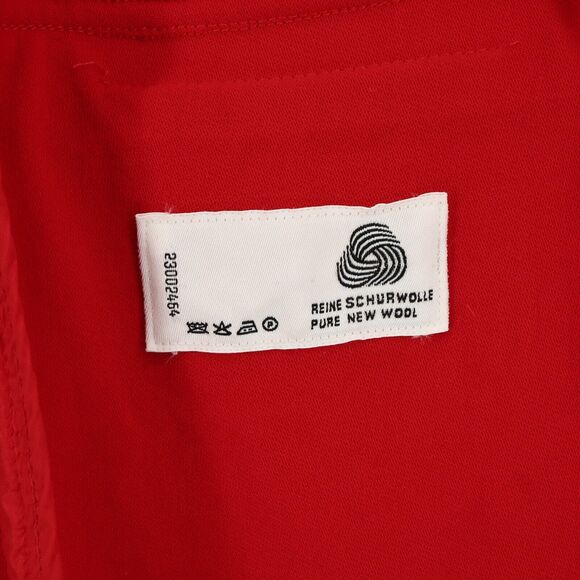 23002464
REINE SCHURWOLLE
PURE NEW WOOL
P